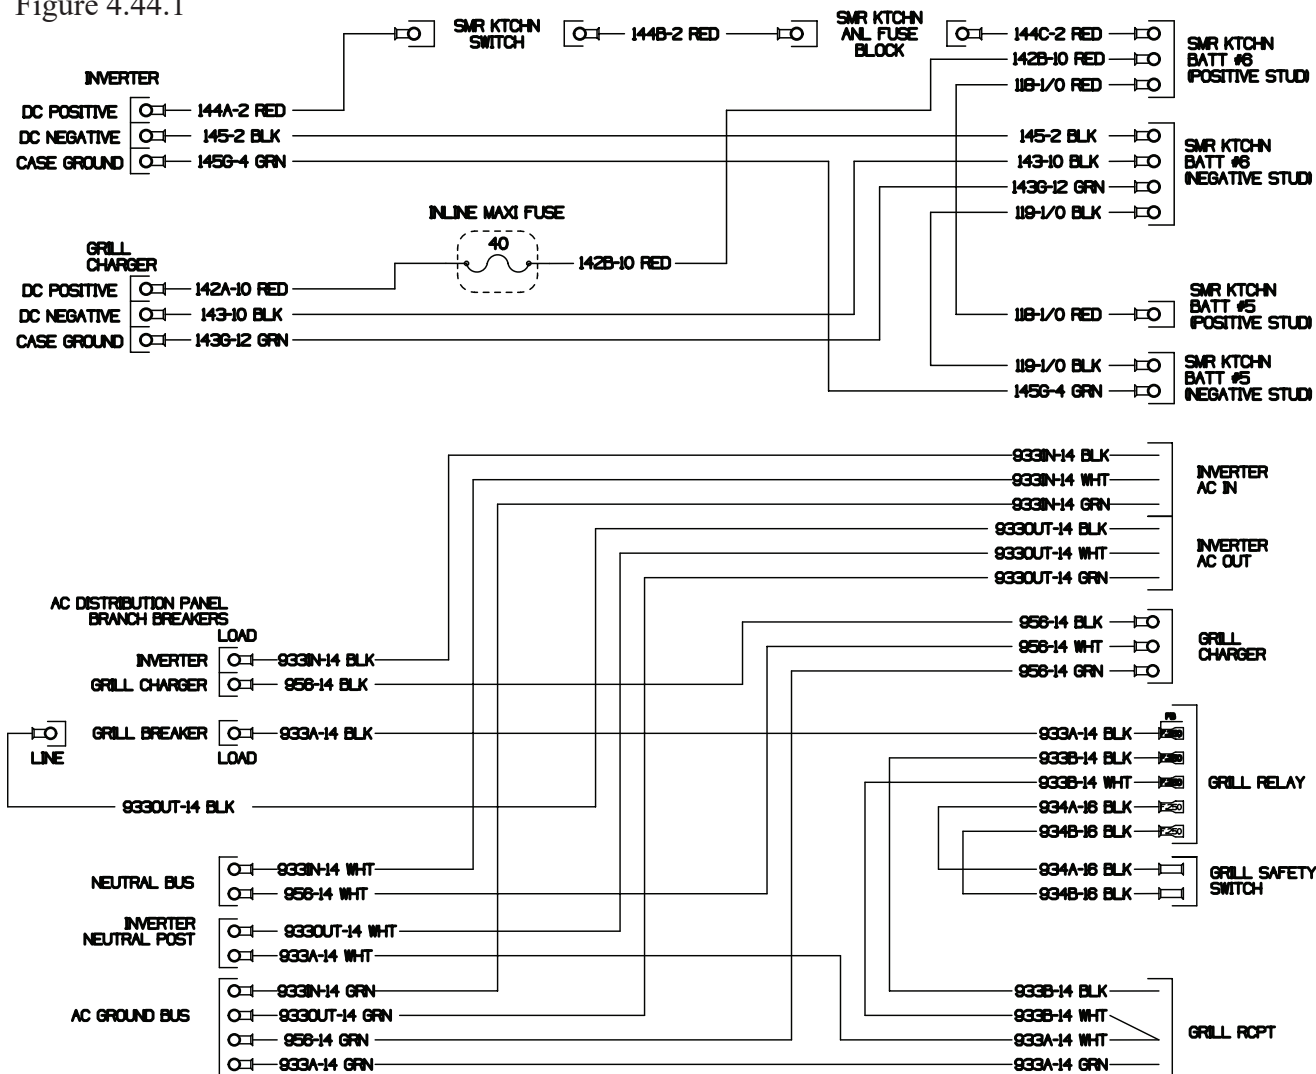 Figure 4.44.1
SMR KTCHN
SWITCH
144B-2 RED
SMR KTCHN
ANL FUSE
BLOCK
144C-2 RED
142B-10 RED
118-1/0 RED
SMR KTCHN
BATT #6
(POSITIVE STUD)
INVERTER
DC POSITIVE
144A-2 RED
DC NEGATIVE
145-2 BLK
CASE GROUND
145G-4 GRN
145-2 BLK
143-10 BLK
143G-12 GRN
119-1/0 BLK
SMR KTCHN
BATT #6
(NEGATIVE STUD)
INLINE MAXI FUSE
40
142B-10 RED
GRILL
CHARGER
DC POSITIVE
142A-10 RED
DC NEGATIVE
143-10 BLK
CASE GROUND
143G-12 GRN
118-1/0 RED
SMR KTCHN
BATT #5
(POSITIVE STUD)
119-1/0 BLK
145G-4 GRN
SMR KTCHN
BATT #5
(NEGATIVE STUD)
933IN-14 BLK
933IN-14 WHT
933IN-14 GRN
INVERTER
AC IN
933OUT-14 BLK
933OUT-14 WHT
933OUT-14 GRN
INVERTER
AC OUT
AC DISTRIBUTION PANEL
BRANCH BREAKERS
LOAD
INVERTER
933IN-14 BLK
GRILL CHARGER
956-14 BLK
956-14 BLK
956-14 WHT
956-14 GRN
GRILL
CHARGER
LINE
GRILL BREAKER
933A-14 BLK
LOAD
933OUT-14 BLK
FB
933A-14 BLK
933B-14 BLK
933B-14 WHT
934A-16 BLK
F.250
934B-16 BLK
F.250
GRILL RELAY
934A-16 BLK
934B-16 BLK
GRILL SAFETY
SWITCH
NEUTRAL BUS
933IN-14 WHT
956-14 WHT
INVERTER
NEUTRAL POST
933OUT-14 WHT
933A-14 WHT
AC GROUND BUS
933IN-14 GRN
933OUT-14 GRN
956-14 GRN
933A-14 GRN
933B-14 BLK
933B-14 WHT
933A-14 WHT
933A-14 GRN
GRILL RCPT